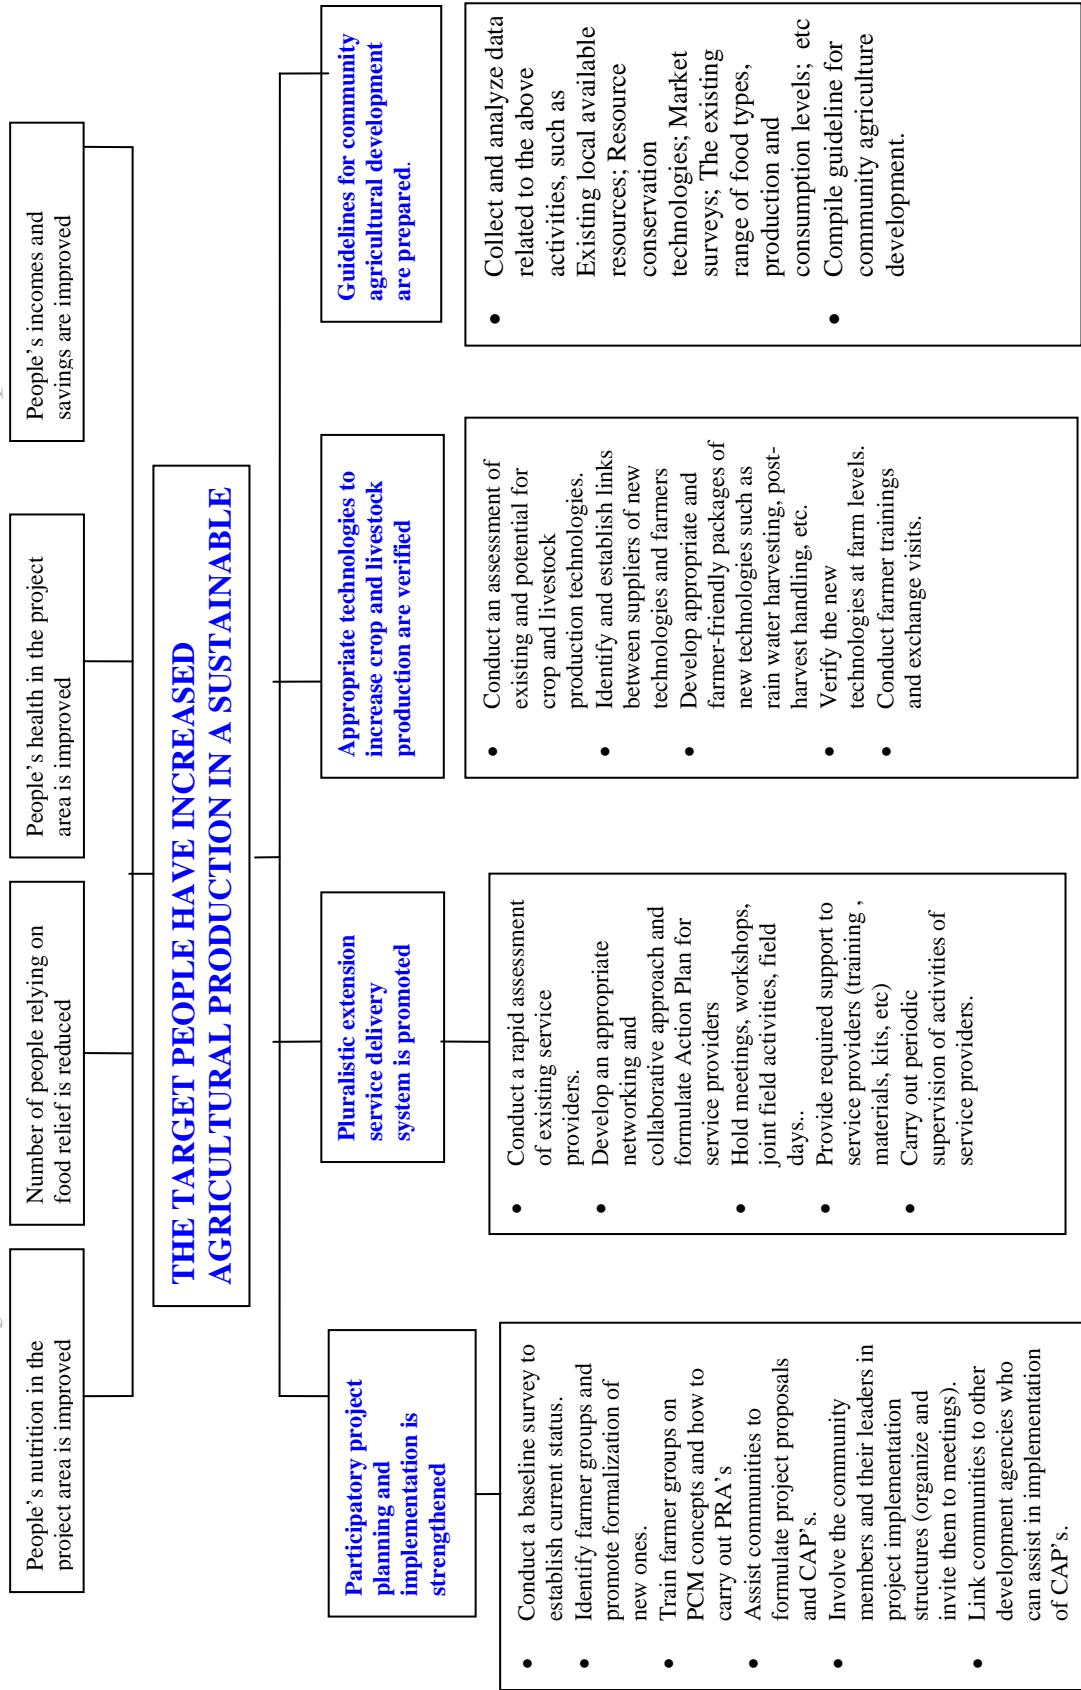 People's nutrition in the
project area is improved
Number of people relying on
food relief is reduced
People's health in the project
area is improved
People's incomes and
savings are improved
THE TARGET PEOPLE HAVE INCREASED
AGRICULTURAL PRODUCTION IN A SUSTAINABLE
Participatory project
planning and
implementation is
strengthened
Pluralistic extension
service delivery
system is promoted
Appropriate technologies to
increase crop and livestock
production are verified
Guidelines for community
agricultural development
are prepared.
• Conduct a baseline survey to
establish current status.
• Identify farmer groups and
promote formalization of
new ones.
• Train farmer groups on
PCM concepts and how to
carry out PRA's
• Assist communities to
formulate project proposals
and CAP's.
• Involve the community
members and their leaders in
project implementation
structures (organize and
invite them to meetings).
• Link communities to other
development agencies who
can assist in implementation
of CAP's.
• Conduct a rapid assessment
of existing service
providers.
• Develop an appropriate
networking and
collaborative approach and
formulate Action Plan for
service providers
• Hold meetings, workshops,
joint field activities, field
days..
• Provide required support to
service providers (training ,
materials, kits, etc)
• Carry out periodic
supervision of activities of
service providers.
• Conduct an assessment of
existing and potential for
crop and livestock
production technologies.
• Identify and establish links
between suppliers of new
technologies and farmers
• Develop appropriate and
farmer-friendly packages of
new technologies such as
rain water harvesting, post-
harvest handling, etc.
• Verify the new
technologies at farm levels.
• Conduct farmer trainings
and exchange visits.
• Collect and analyze data
related to the above
activities, such as
Existing local available
resources; Resource
conservation
technologies; Market
surveys; The existing
range of food types,
production and
consumption levels; etc
• Compile guideline for
community agriculture
development.